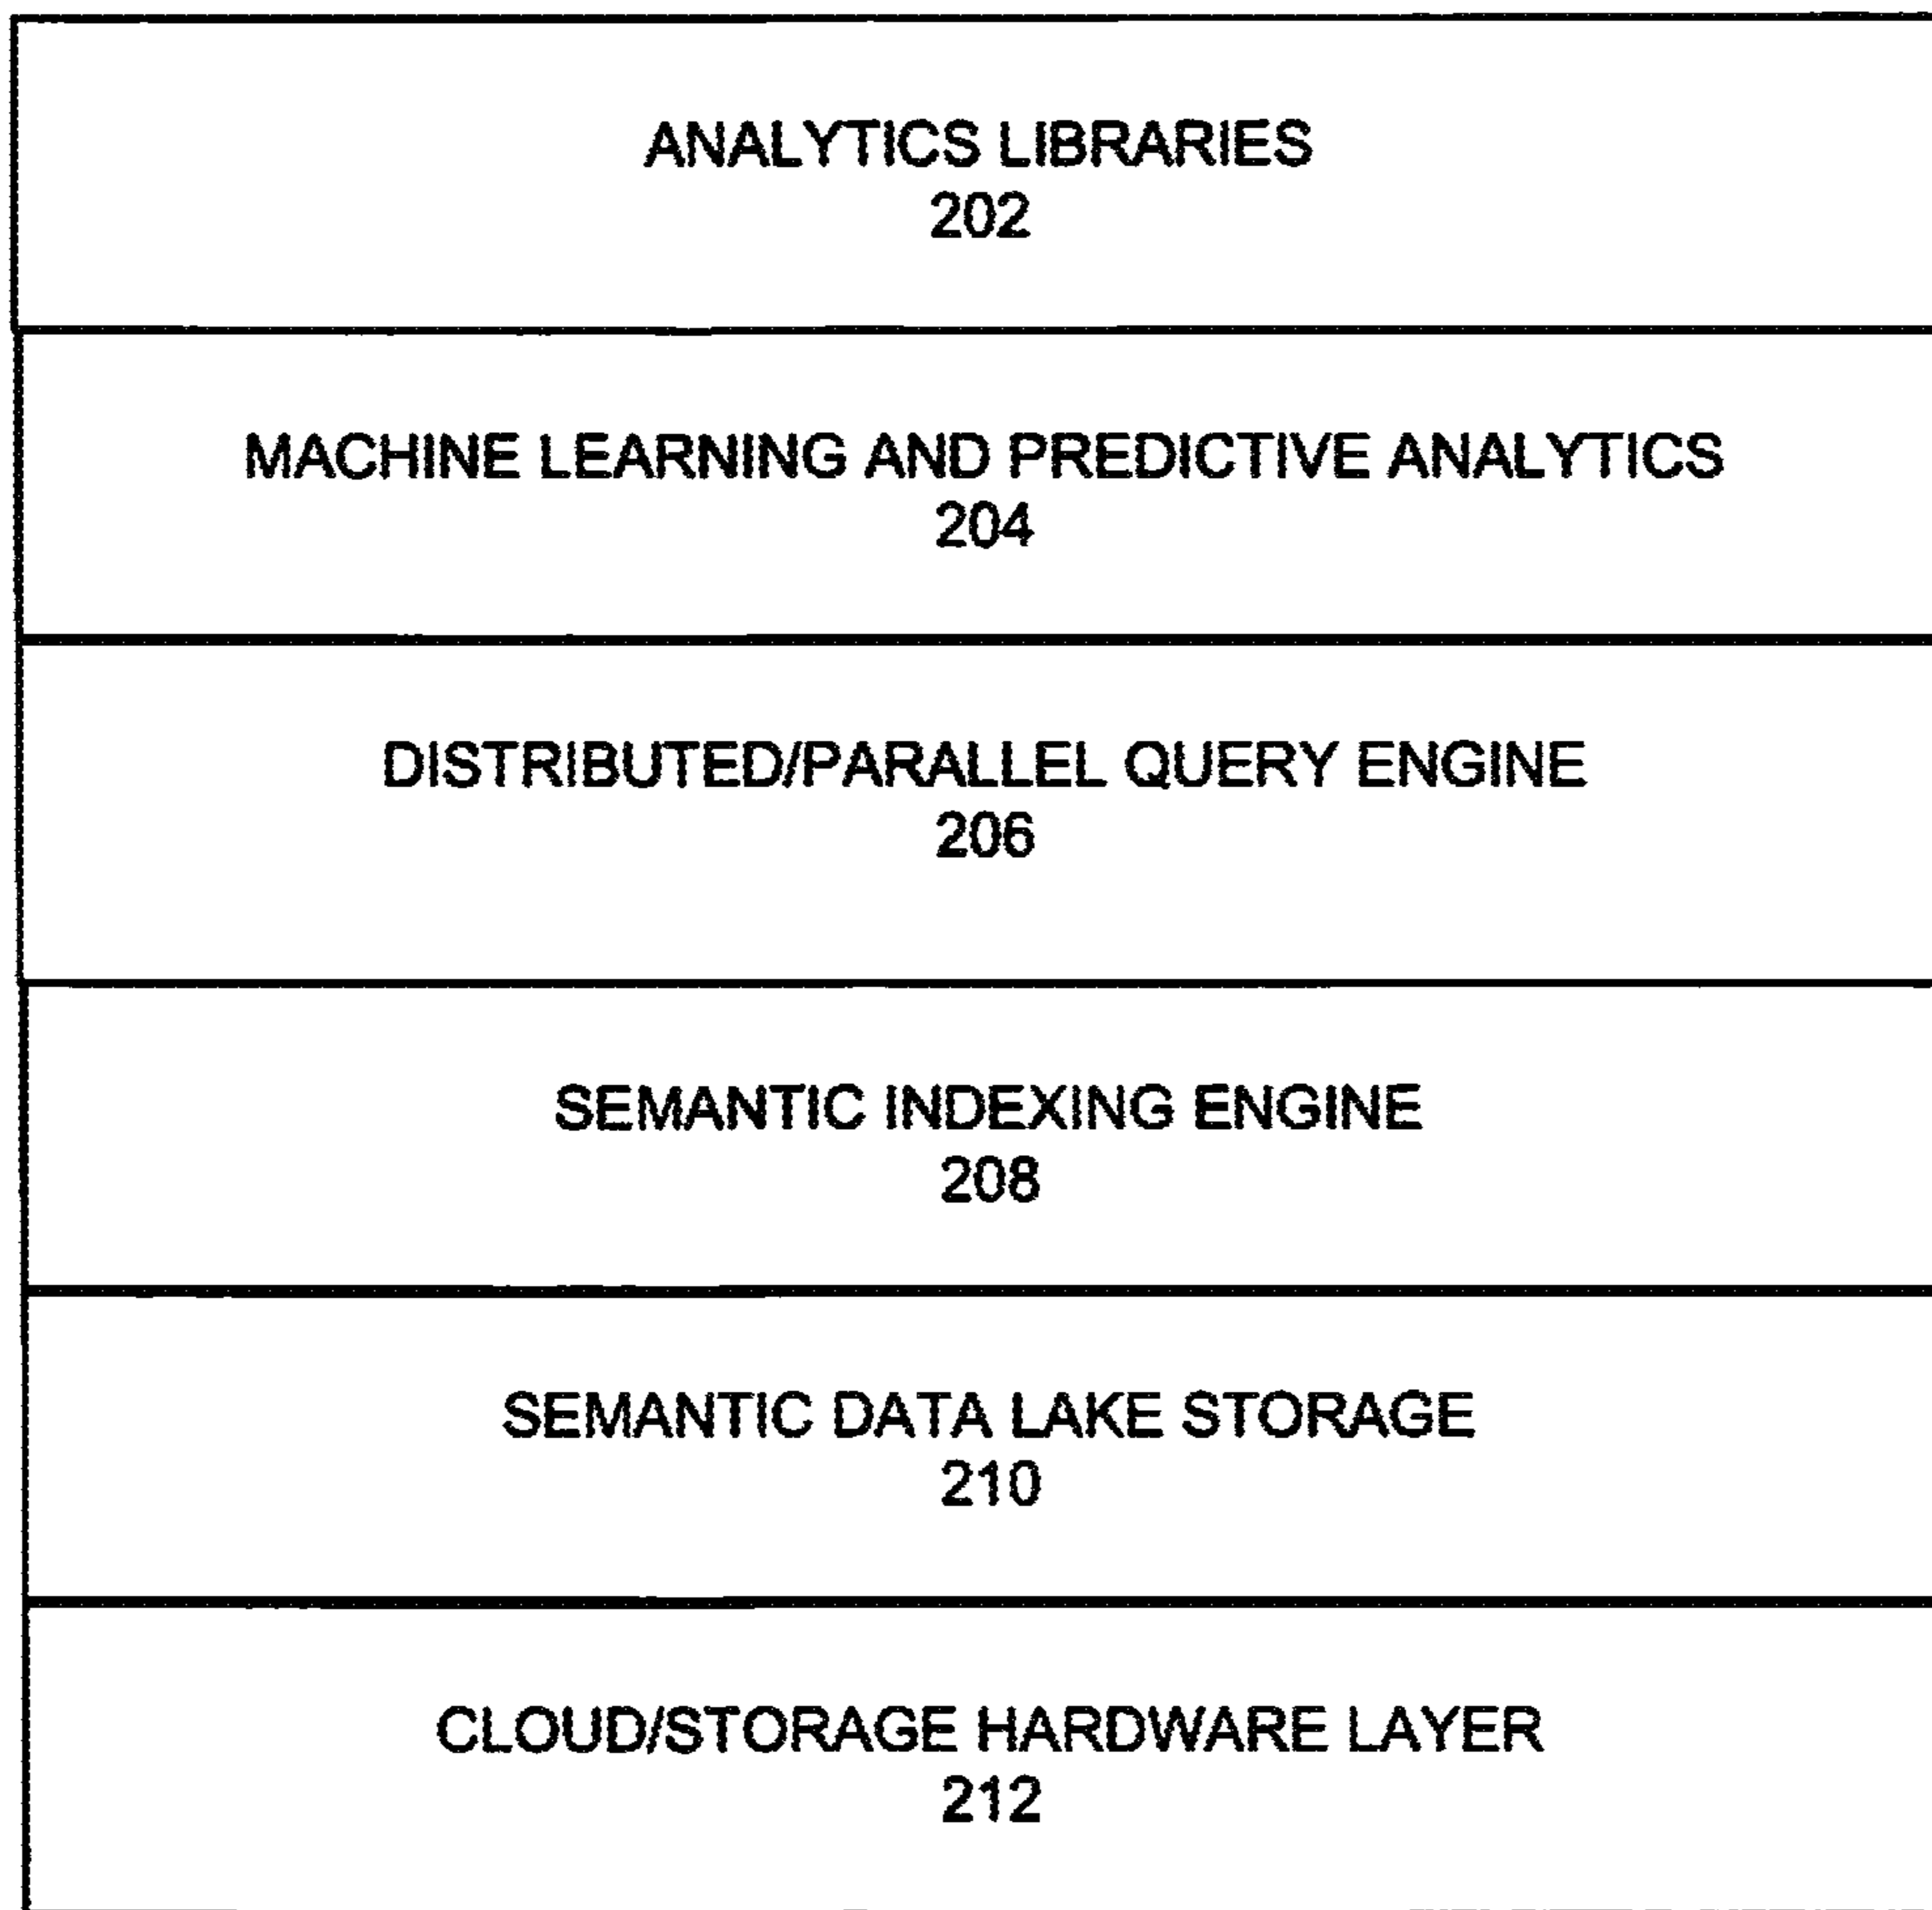 ANALYTICS LIBRARIES
202
MACHINE LEARNING AND PREDICTIVE ANALYTICS
204
DISTRIBUTED/PARALLEL QUERY ENGINE
206
SEMANTIC INDEXING ENGINE
208
SEMANTIC DATA LAKE STORAGE
210
CLOUD/STORAGE HARDWARE LAYER
212